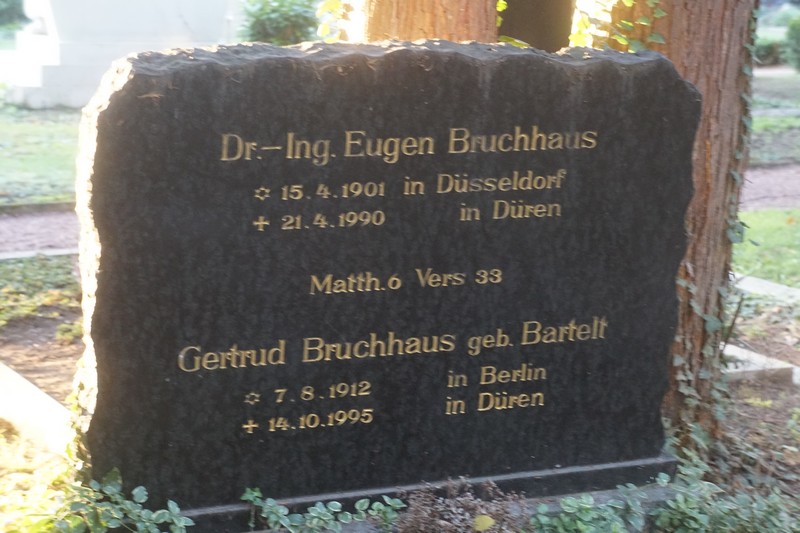 Dr.-Ing. Eugen Bruchhaus
✡ 15.4.1901 in Düsseldorf
+ 21.4.1990 in Düren
Matth.6 Vers 33
Gertrud Bruchhaus geb. Bartelt
✡ 7.8.1912 in Berlin
+ 14.10.1995 in Düren